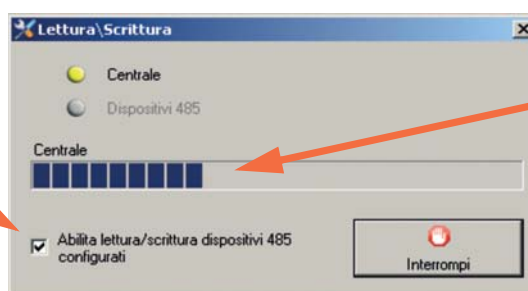 Lettura\Scrittura
Centrale
Dispositivi 485
Centrale
Abilita lettura/scrittura dispositivi 485
configurati
Interrompi